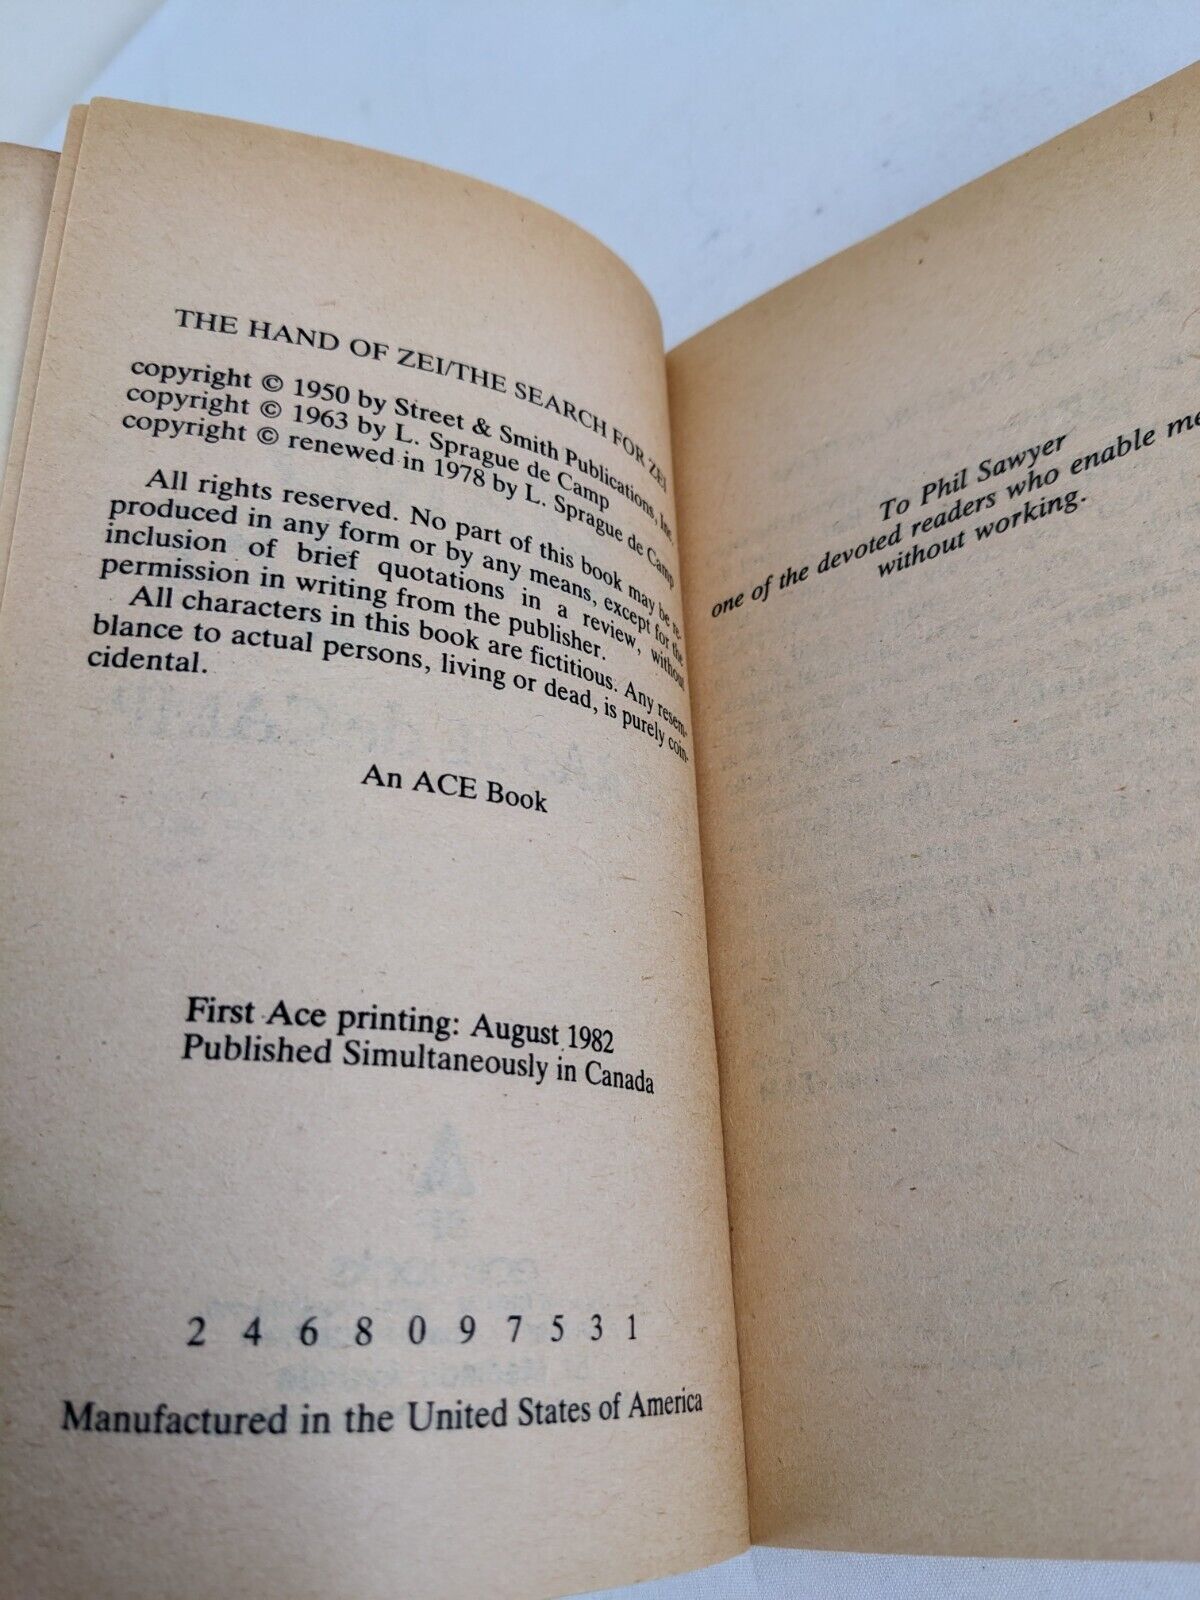 THE HAND OF ZEI/THE SEARCH FOR ZEI
copyright © 1950 by Street & Smith Publications, Inc.
copyright © 1963 by L. Sprague de Camp
copyright © renewed in 1978 by L. Sprague de Camp
All rights reserved. No part of this book may be re-
produced in any form or by any means, except for the
inclusion of brief quotations in a review, without
permission in writing from the publisher.
All characters in this book are fictitious. Any resem-
blance to actual persons, living or dead, is purely coin-
cidental.
An ACE Book
First Ace printing: August 1982
Published Simultaneously in Canada
2 4 6 8 0 9 7 5 3 1
Manufactured in the United States of America
To Phil Sawyer
one of the devoted readers who enable me
without working.